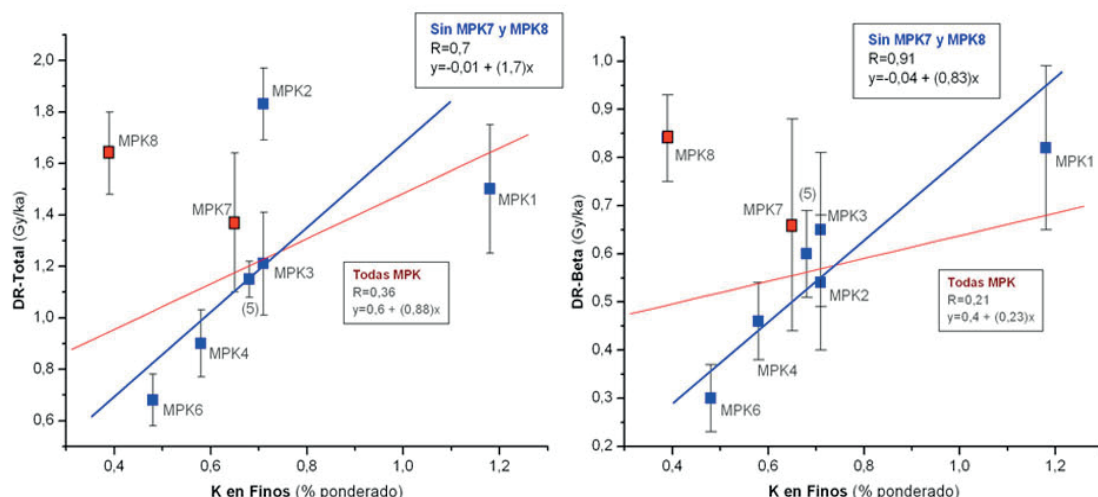 Sin MPK7 y MPK8
R=0,7
y=-0,01 + (1,7)x
2,0
1,8
1,6
1,4
1,2
1,0
0,8
0,6
DR-Total (Gy/ka)
MPK2
MPK8
MPK7
MPK1
MPK3
(5)
MPK4
MPK6
Todas MPK
R=0,36
y=0,6 + (0,88)x
0,4 0,6 0,8 1,0 1,2
K en Finos (% ponderado)
Sin MPK7 y MPK8
R=0,91
y=-0,04 + (0,83)x
1,0
0,9
0,8
0,7
0,6
0,5
0,4
0,3
0,2
DR-Beta (Gy/ka)
MPK8
MPK1
MPK7
(5)
MPK3
MPK2
MPK4
MPK6
Todas MPK
R=0,21
y=0,4 + (0,23)x
0,4 0,6 0,8 1,0 1,2
K en Finos (% ponderado)